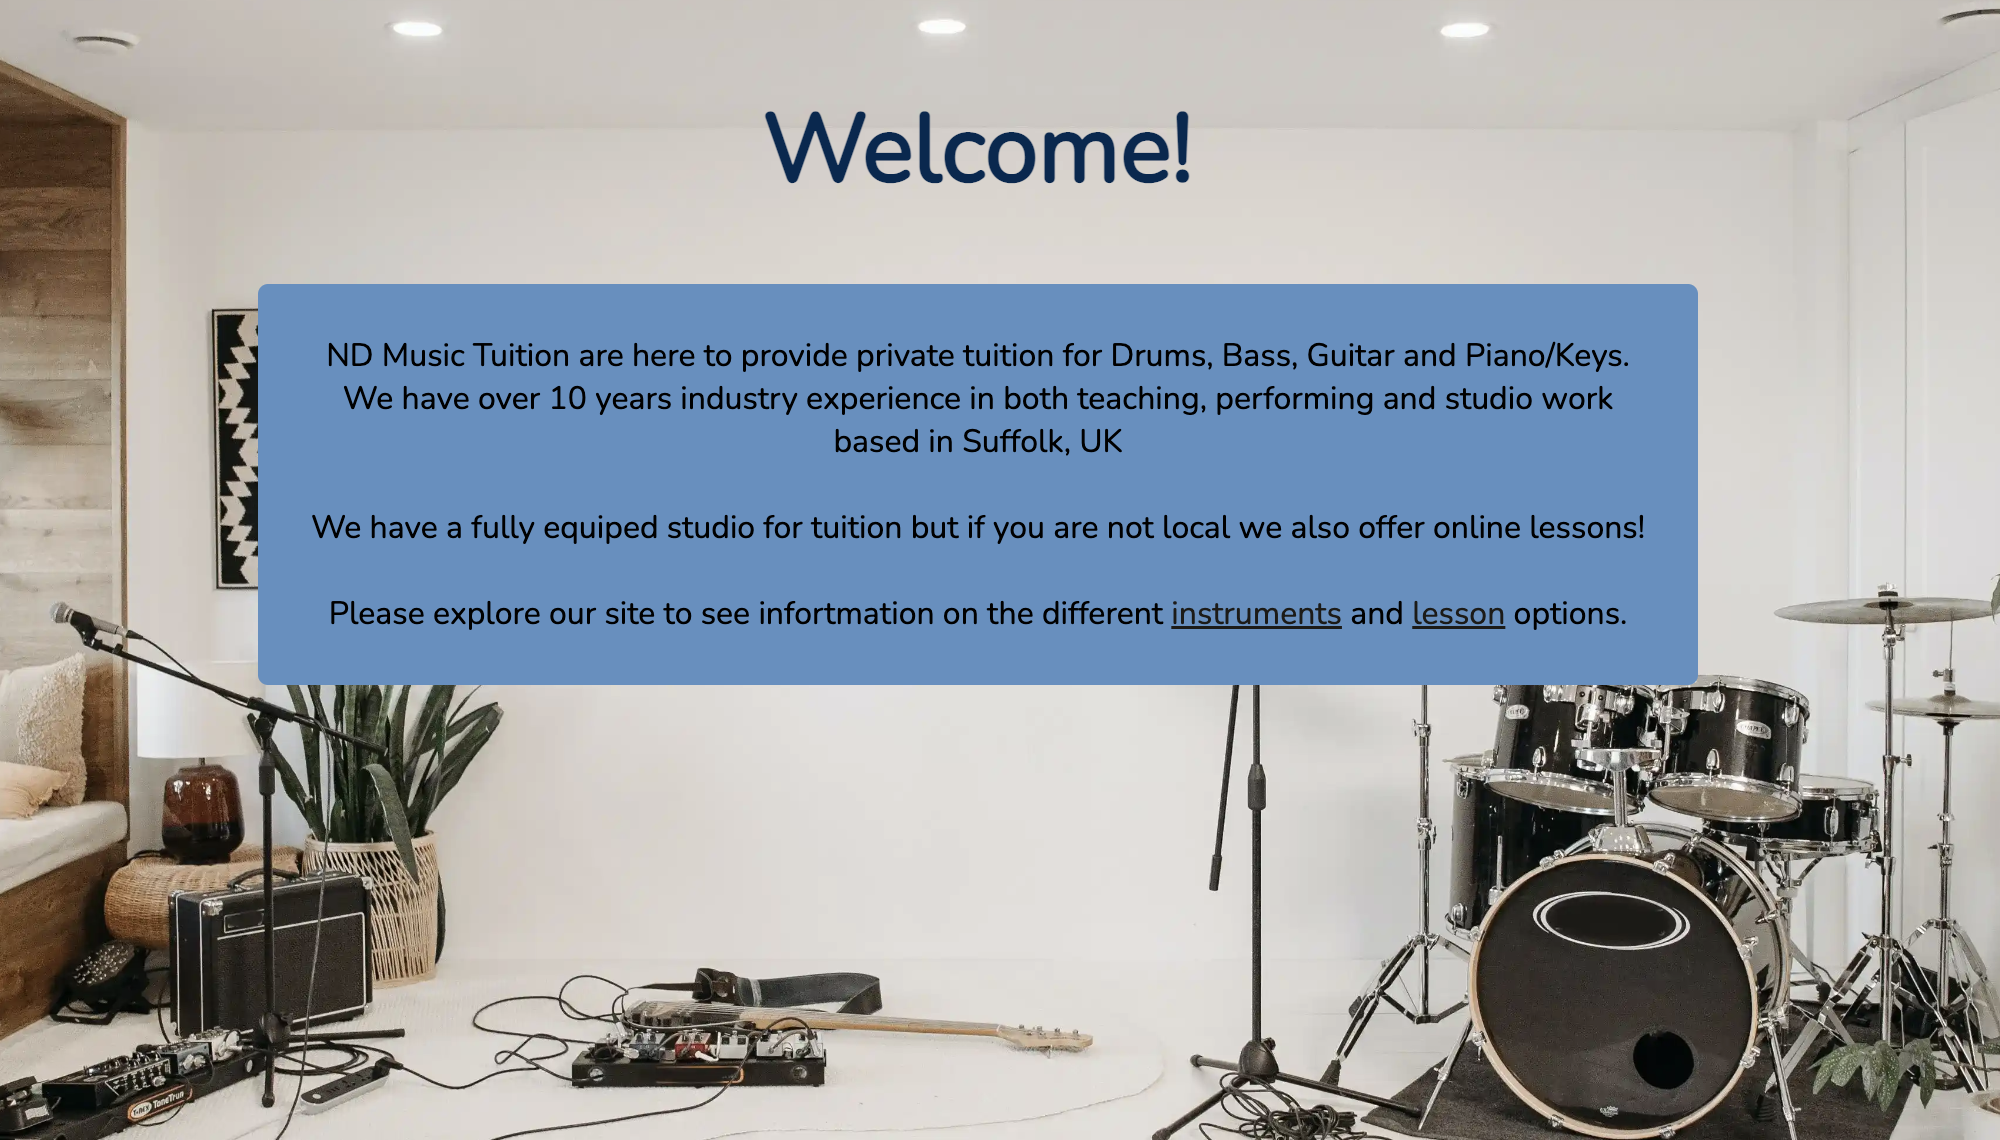 Welcome!
ND Music Tuition are here to provide private tuition for Drums, Bass, Guitar and Piano/Keys.
We have over 10 years industry experience in both teaching, performing and studio work
based in Suffolk, UK
We have a fully equiped studio for tuition but if you are not local we also offer online lessons!
Please explore our site to see infortmation on the different instruments and lesson options.
ToneTrunk